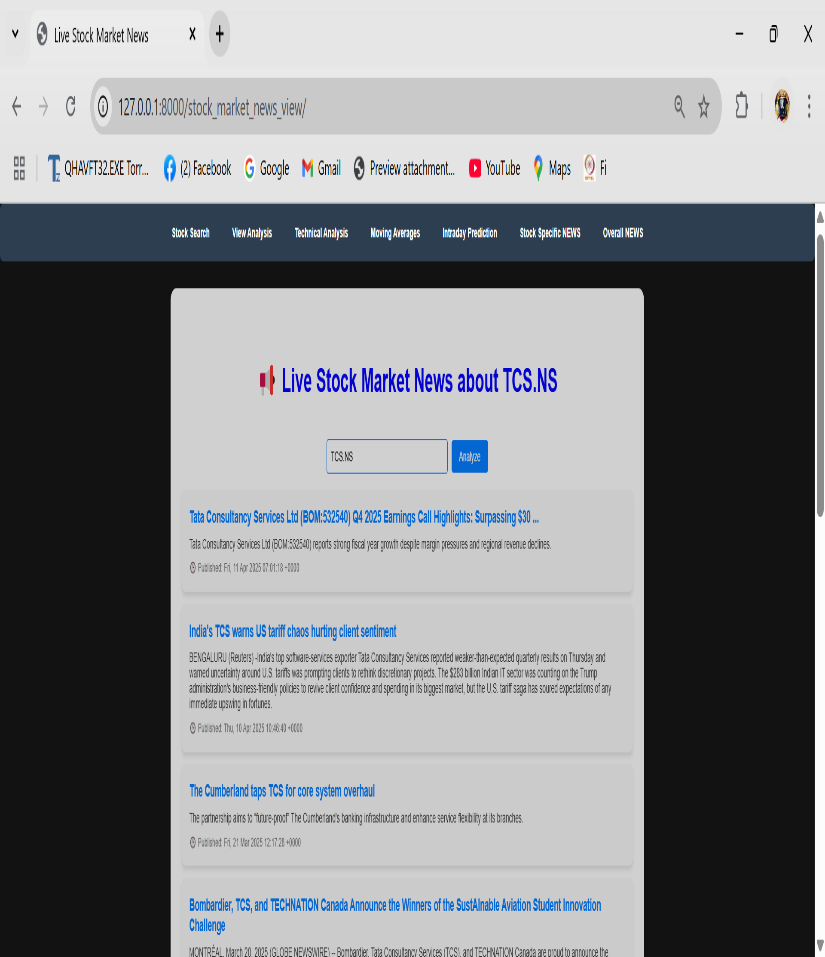 Live Stock Market News
127.0.0.1:8000/stock_market_news_view/
QHAVFT32.EXE Torr...
(2) Facebook
Google
Gmail
Preview attachment...
YouTube
Maps
Fi
Stock Search
View Analysis
Technical Analysis
Moving Averages
Intraday Prediction
Stock Specific NEWS
Overall NEWS
Live Stock Market News about TCS.NS
TCS.NS
Analyze
Tata Consultancy Services Ltd (BOM:532540) Q4 2025 Earnings Call Highlights: Surpassing $30 ...
Tata Consultancy Services Ltd (BOM:532540) reports strong fiscal year growth despite margin pressures and regional revenue declines.
Published: Fri, 11 Apr 2025 07:01:18 +0000
India's TCS warns US tariff chaos hurting client sentiment
BENGALURU (Reuters) -India's top software-services exporter Tata Consultancy Services reported weaker-than-expected quarterly results on Thursday and
warned uncertainty around U.S. tariffs was prompting clients to rethink discretionary projects. The $283 billion Indian IT sector was counting on the Trump
administration's business-friendly policies to revive client confidence and spending in its biggest market, but the U.S. tariff saga has soured expectations of any
immediate upswing in fortunes.
Published: Thu, 10 Apr 2025 10:46:43 +0000
The Cumberland taps TCS for core system overhaul
The partnership aims to "future-proof" The Cumberland's banking infrastructure and enhance service flexibility at its branches.
Published: Fri, 21 Mar 2025 12:17:28 +0000
Bombardier, TCS, and TECHNATION Canada Announce the Winners of the SustAInable Aviation Student Innovation
Challenge
MONTRÉAL, March 20, 2025 (GLOBE NEWSWIRE) -- Bombardier, Tata Consultancy Services (TCS), and TECHNATION Canada are proud to announce the